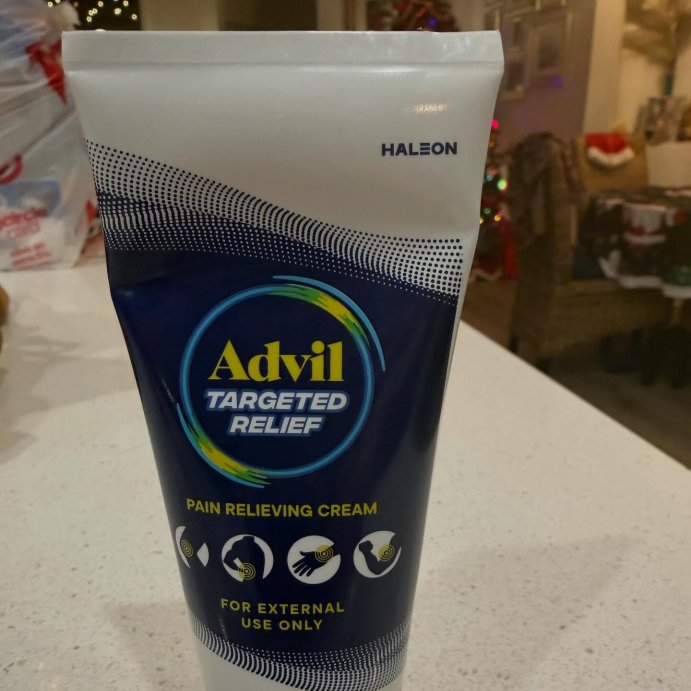 HALEON
Advil
TARGETED
RELIEF
PAIN RELIEVING CREAM
FOR EXTERNAL
USE ONLY